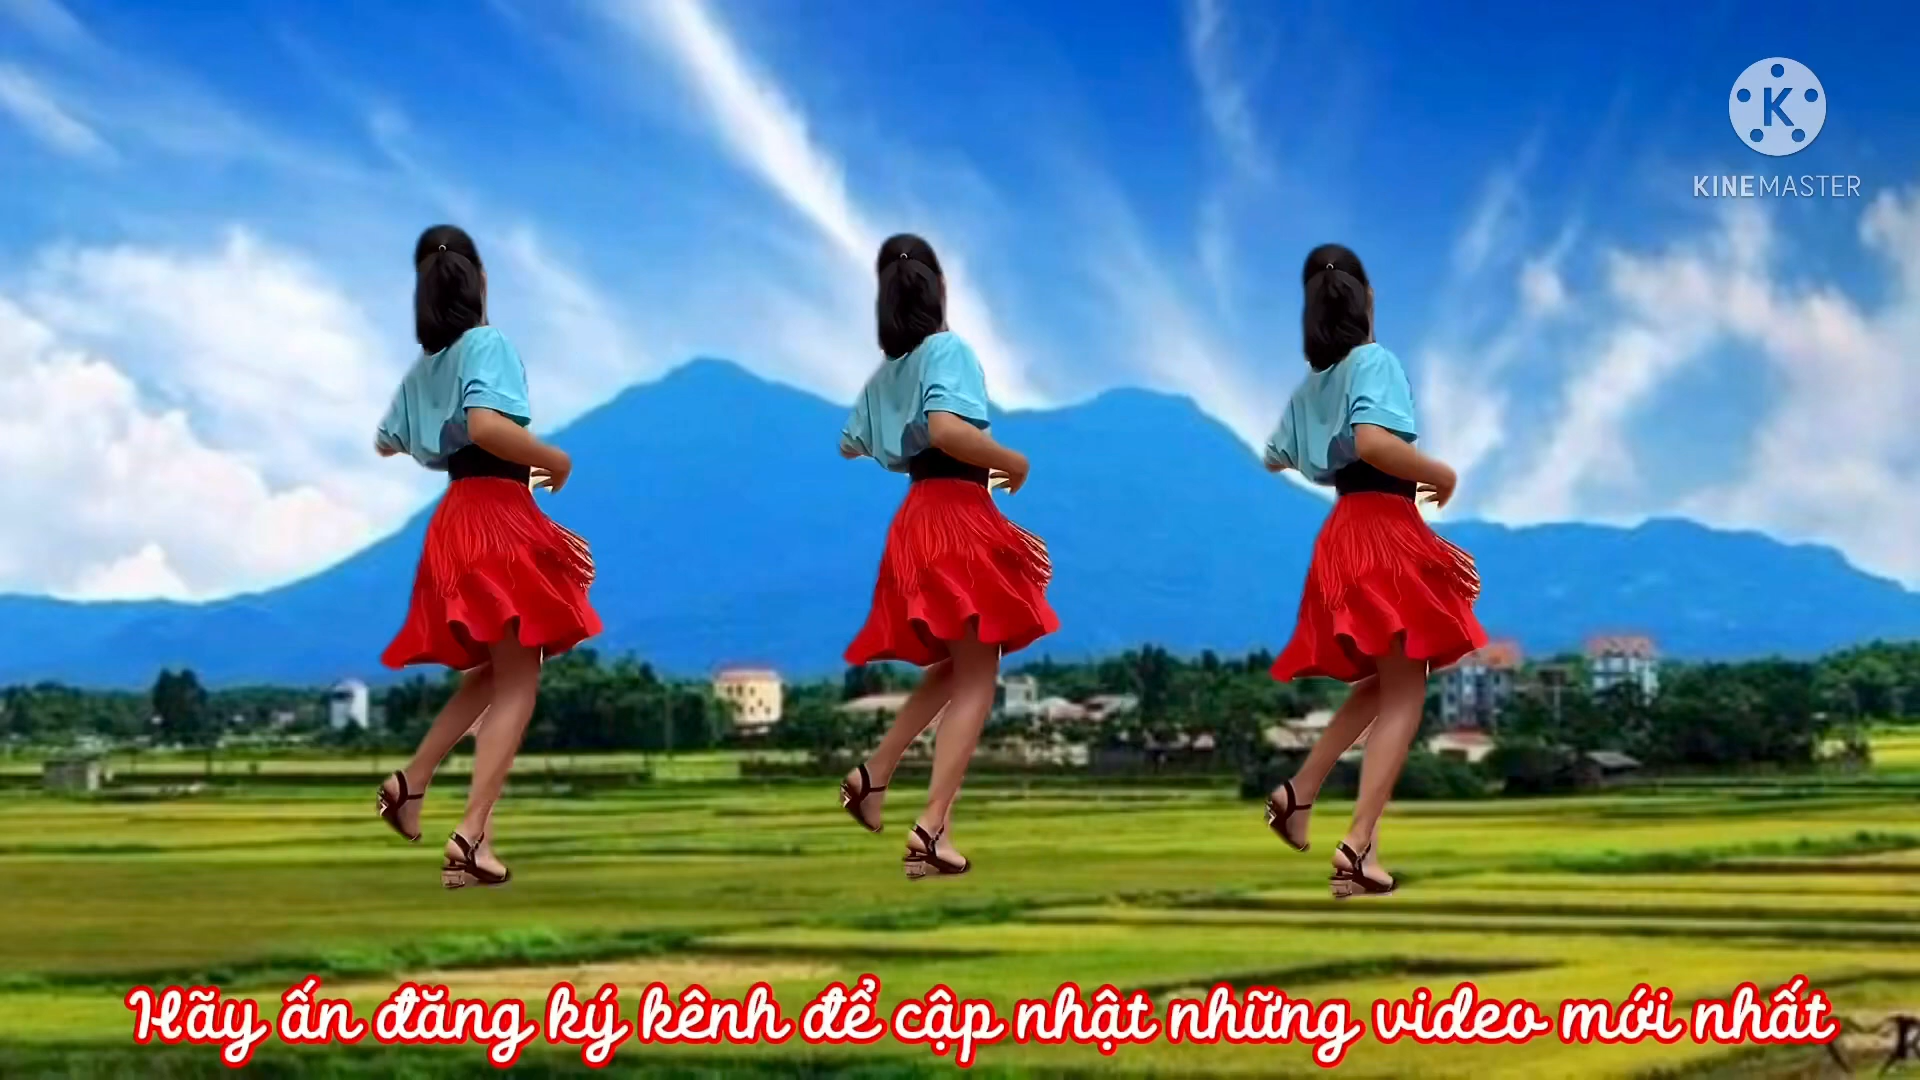 K
KINEMASTER
Hãy ấn đăng ký kênh để cập nhật những video mới nhất